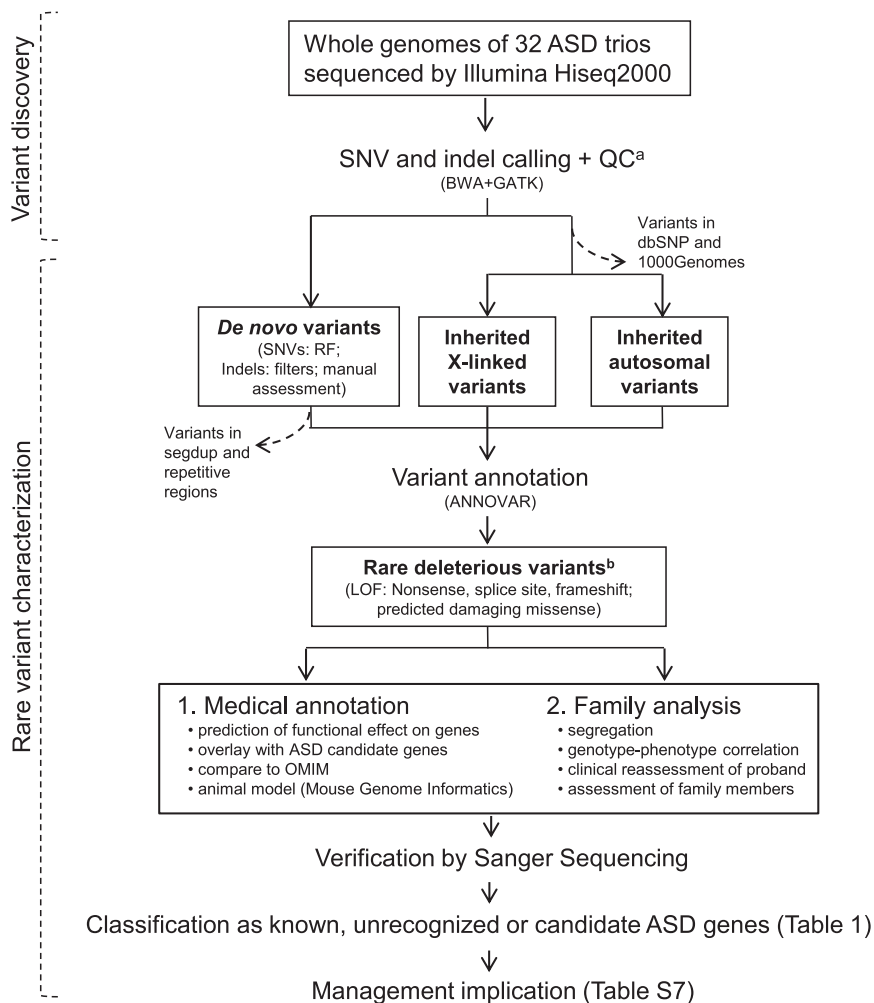 Variant discovery
Whole genomes of 32 ASD trios
sequenced by Illumina Hiseq2000
SNV and indel calling + QCa
(BWA+GATK)
Variants in
dbSNP and
1000Genomes
Rare variant characterization
De novo variants
(SNVs: RF;
Indels: filters; manual
assessment)
Inherited
X-linked
variants
Inherited
autosomal
variants
Variants in
segdup and
repetitive
regions
Variant annotation
(ANNOVAR)
Rare deleterious variantsb
(LOF: Nonsense, splice site, frameshift;
predicted damaging missense)
1. Medical annotation
• prediction of functional effect on genes
• overlay with ASD candidate genes
• compare to OMIM
• animal model (Mouse Genome Informatics)
2. Family analysis
• segregation
• genotype-phenotype correlation
• clinical reassessment of proband
• assessment of family members
Verification by Sanger Sequencing
Classification as known, unrecognized or candidate ASD genes (Table 1)
Management implication (Table S7)